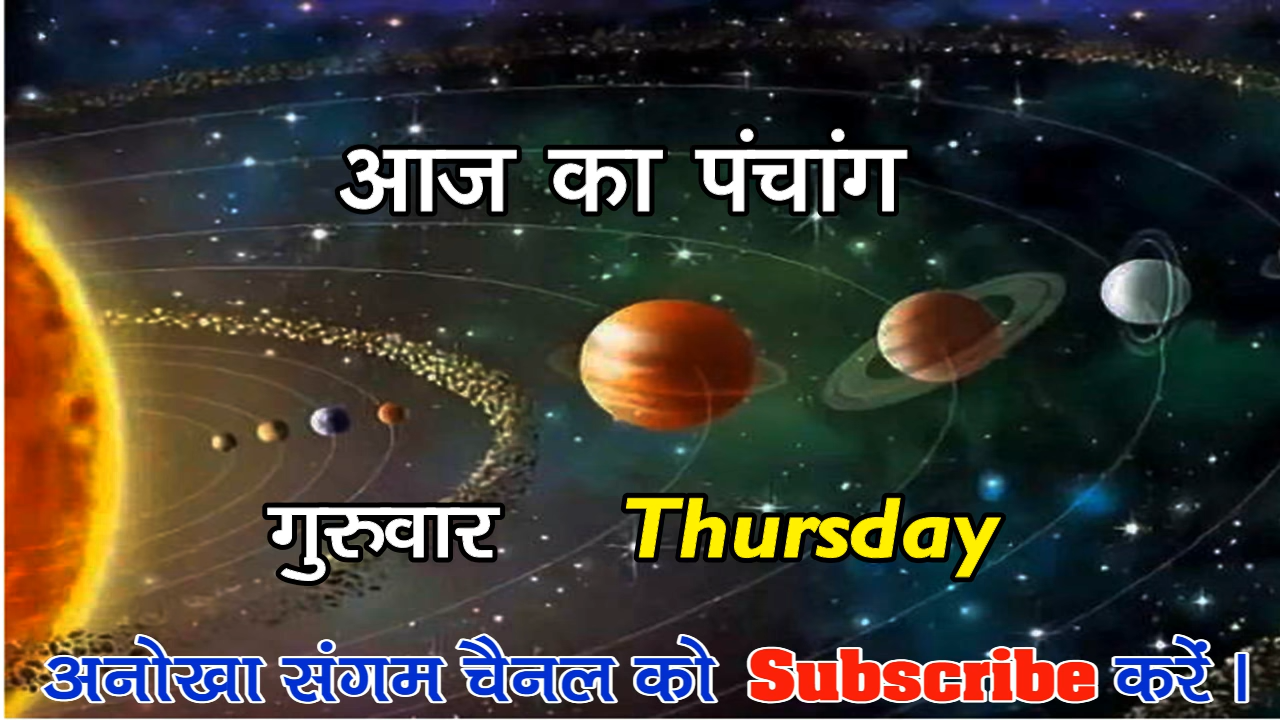 आज का पंचांग
गुरुवार Thursday
अनोखा संगम चैनल को Subscribe करें।